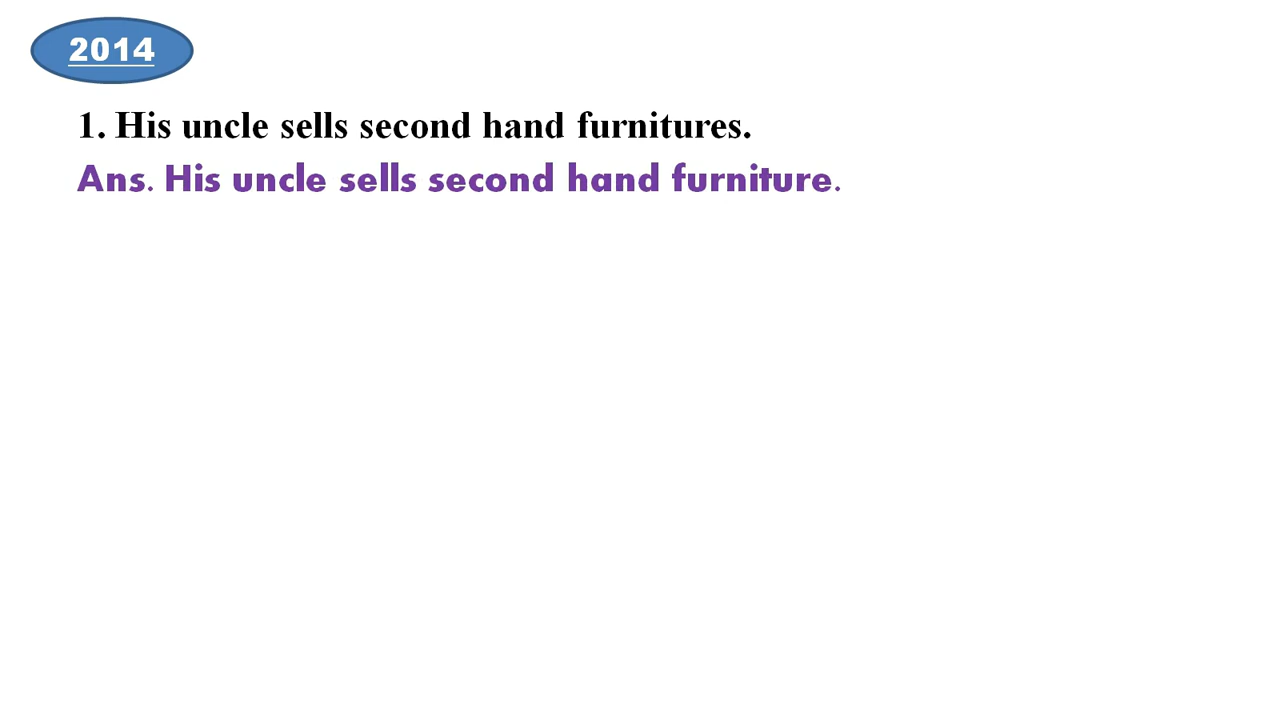 2014
1. His uncle sells second hand furnitures.
Ans. His uncle sells second hand furniture.